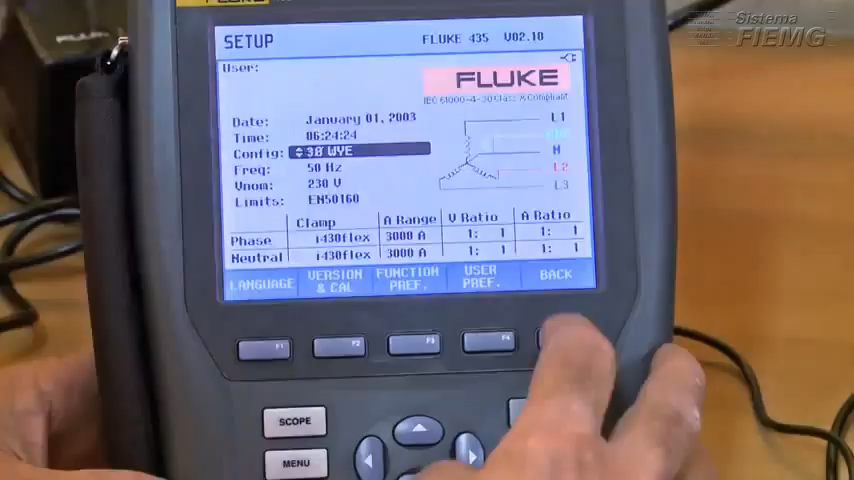 FLUKE
Sistema
FIEMG
SETUP
FLUKE 435 V02.10
User:
FLUKE
IEC 61000-4-30 Class A Compliant
Date: January 01, 2003
Time: 06:24:24
Config: 3Ø WYE
Freq: 50 Hz
Vnom: 230 V
Limits: EN50160
L1
N
L2
L3
Clamp A Range V Ratio A Ratio
Phase i430flex 3000 A 1: 1 1: 1
Neutral i430flex 3000 A 1: 1 1: 1
LANGUAGE
VERSION & CAL
FUNCTION PREF.
USER PREF.
BACK
F1 F2 F3 F4
SCOPE
MENU